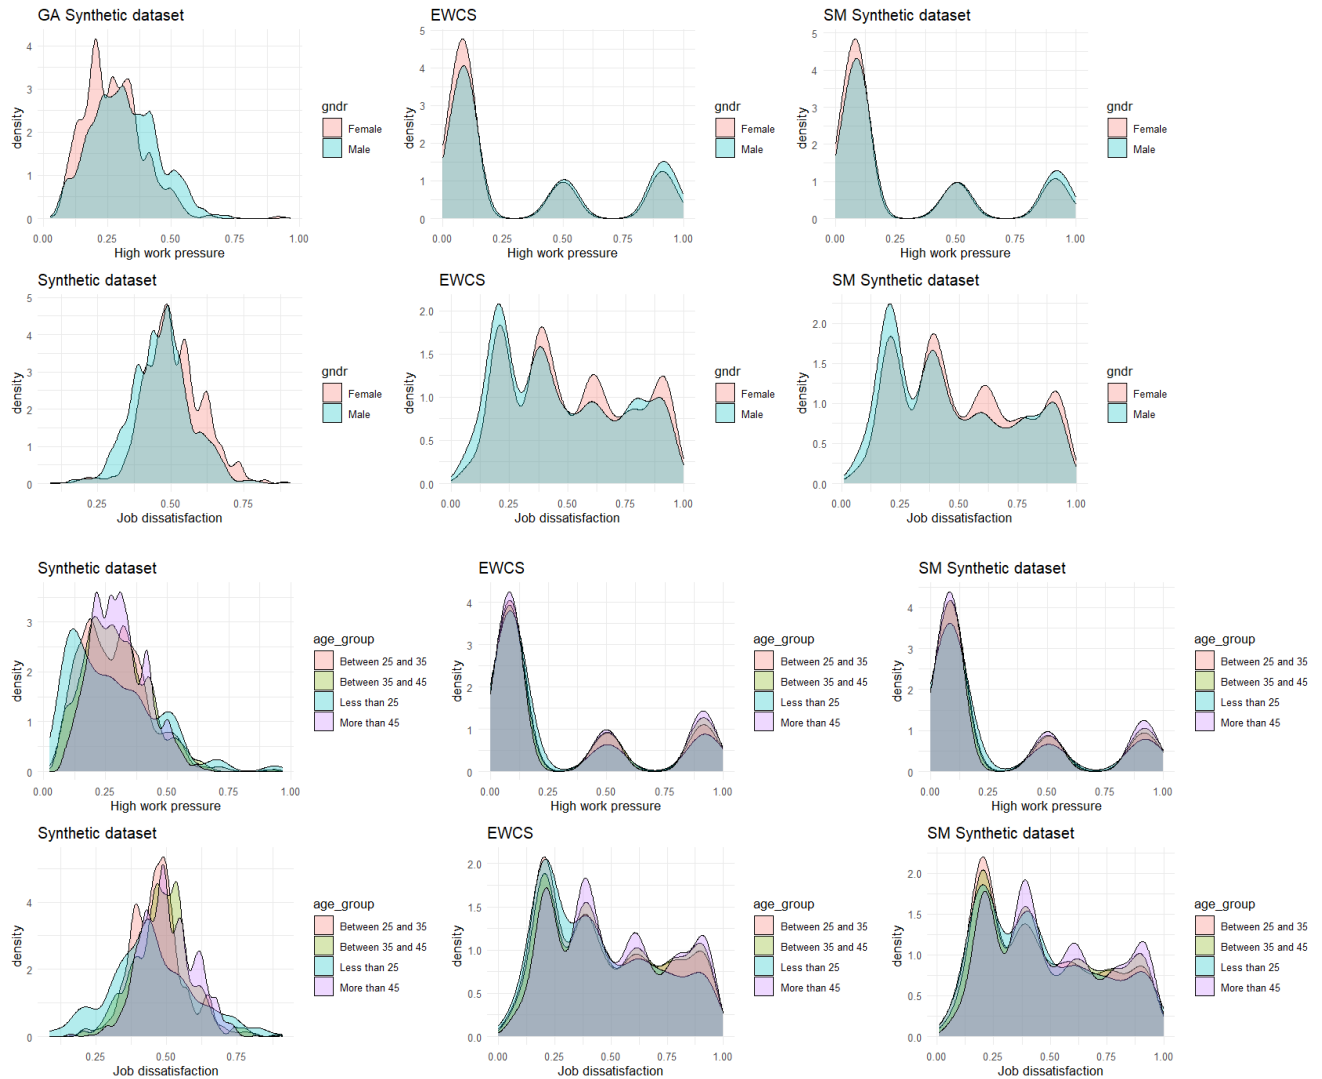 GA Synthetic dataset
density
4
3
2
1
0
0.00 0.25 0.50 0.75 1.00
High work pressure
gndr
Female
Male
EWCS
density
5
4
3
2
1
0
0.00 0.25 0.50 0.75 1.00
High work pressure
gndr
Female
Male
SM Synthetic dataset
density
5
4
3
2
1
0
0.00 0.25 0.50 0.75 1.00
High work pressure
gndr
Female
Male
Synthetic dataset
density
5
4
3
2
1
0
0.25 0.50 0.75
Job dissatisfaction
gndr
Female
Male
EWCS
density
2.0
1.5
1.0
0.5
0.0
0.00 0.25 0.50 0.75 1.00
Job dissatisfaction
gndr
Female
Male
SM Synthetic dataset
density
2.0
1.5
1.0
0.5
0.0
0.00 0.25 0.50 0.75 1.00
Job dissatisfaction
gndr
Female
Male
Synthetic dataset
density
3
2
1
0
0.00 0.25 0.50 0.75 1.00
High work pressure
age_group
Between 25 and 35
Between 35 and 45
Less than 25
More than 45
EWCS
density
4
3
2
1
0
0.00 0.25 0.50 0.75 1.00
High work pressure
age_group
Between 25 and 35
Between 35 and 45
Less than 25
More than 45
SM Synthetic dataset
density
4
3
2
1
0
0.00 0.25 0.50 0.75 1.00
High work pressure
age_group
Between 25 and 35
Between 35 and 45
Less than 25
More than 45
Synthetic dataset
density
4
2
0
0.25 0.50 0.75
Job dissatisfaction
age_group
Between 25 and 35
Between 35 and 45
Less than 25
More than 45
EWCS
density
2.0
1.5
1.0
0.5
0.0
0.00 0.25 0.50 0.75 1.00
Job dissatisfaction
age_group
Between 25 and 35
Between 35 and 45
Less than 25
More than 45
SM Synthetic dataset
density
2.0
1.5
1.0
0.5
0.0
0.00 0.25 0.50 0.75 1.00
Job dissatisfaction
age_group
Between 25 and 35
Between 35 and 45
Less than 25
More than 45